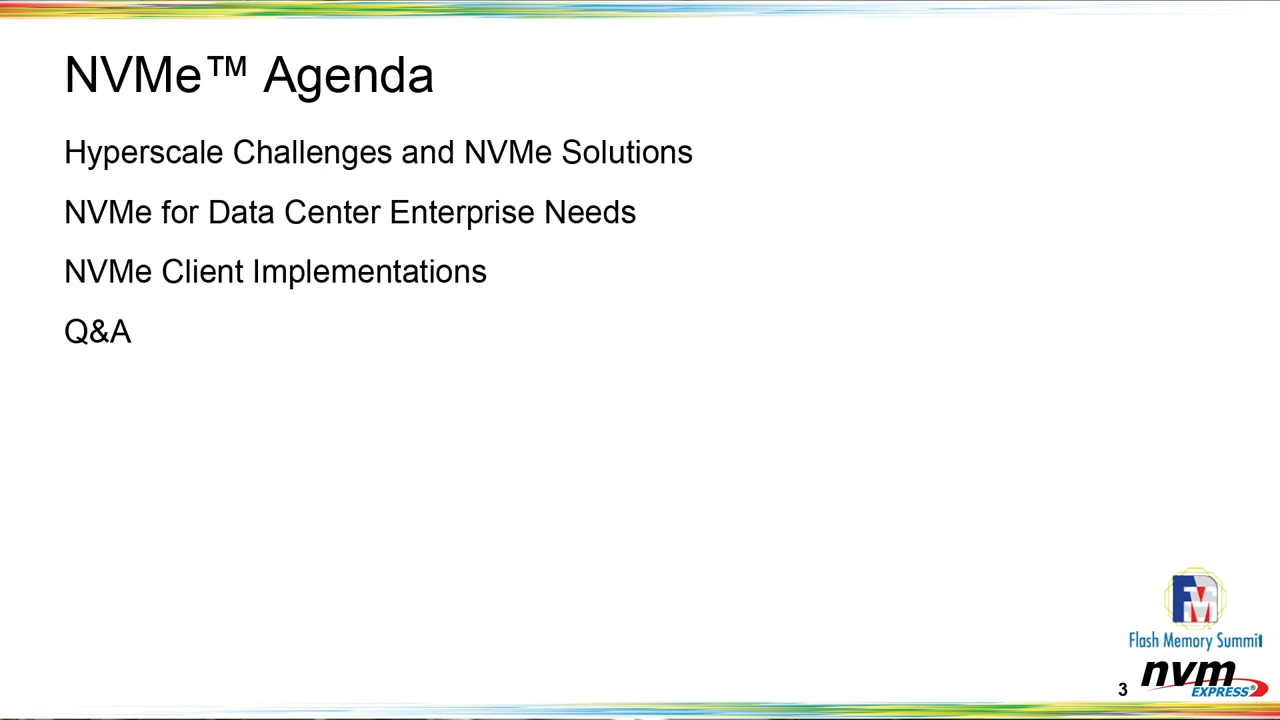 NVMe™ Agenda
Hyperscale Challenges and NVMe Solutions
NVMe for Data Center Enterprise Needs
NVMe Client Implementations
Q&A
FM
Flash Memory Summit
nvm
EXPRESS®
3